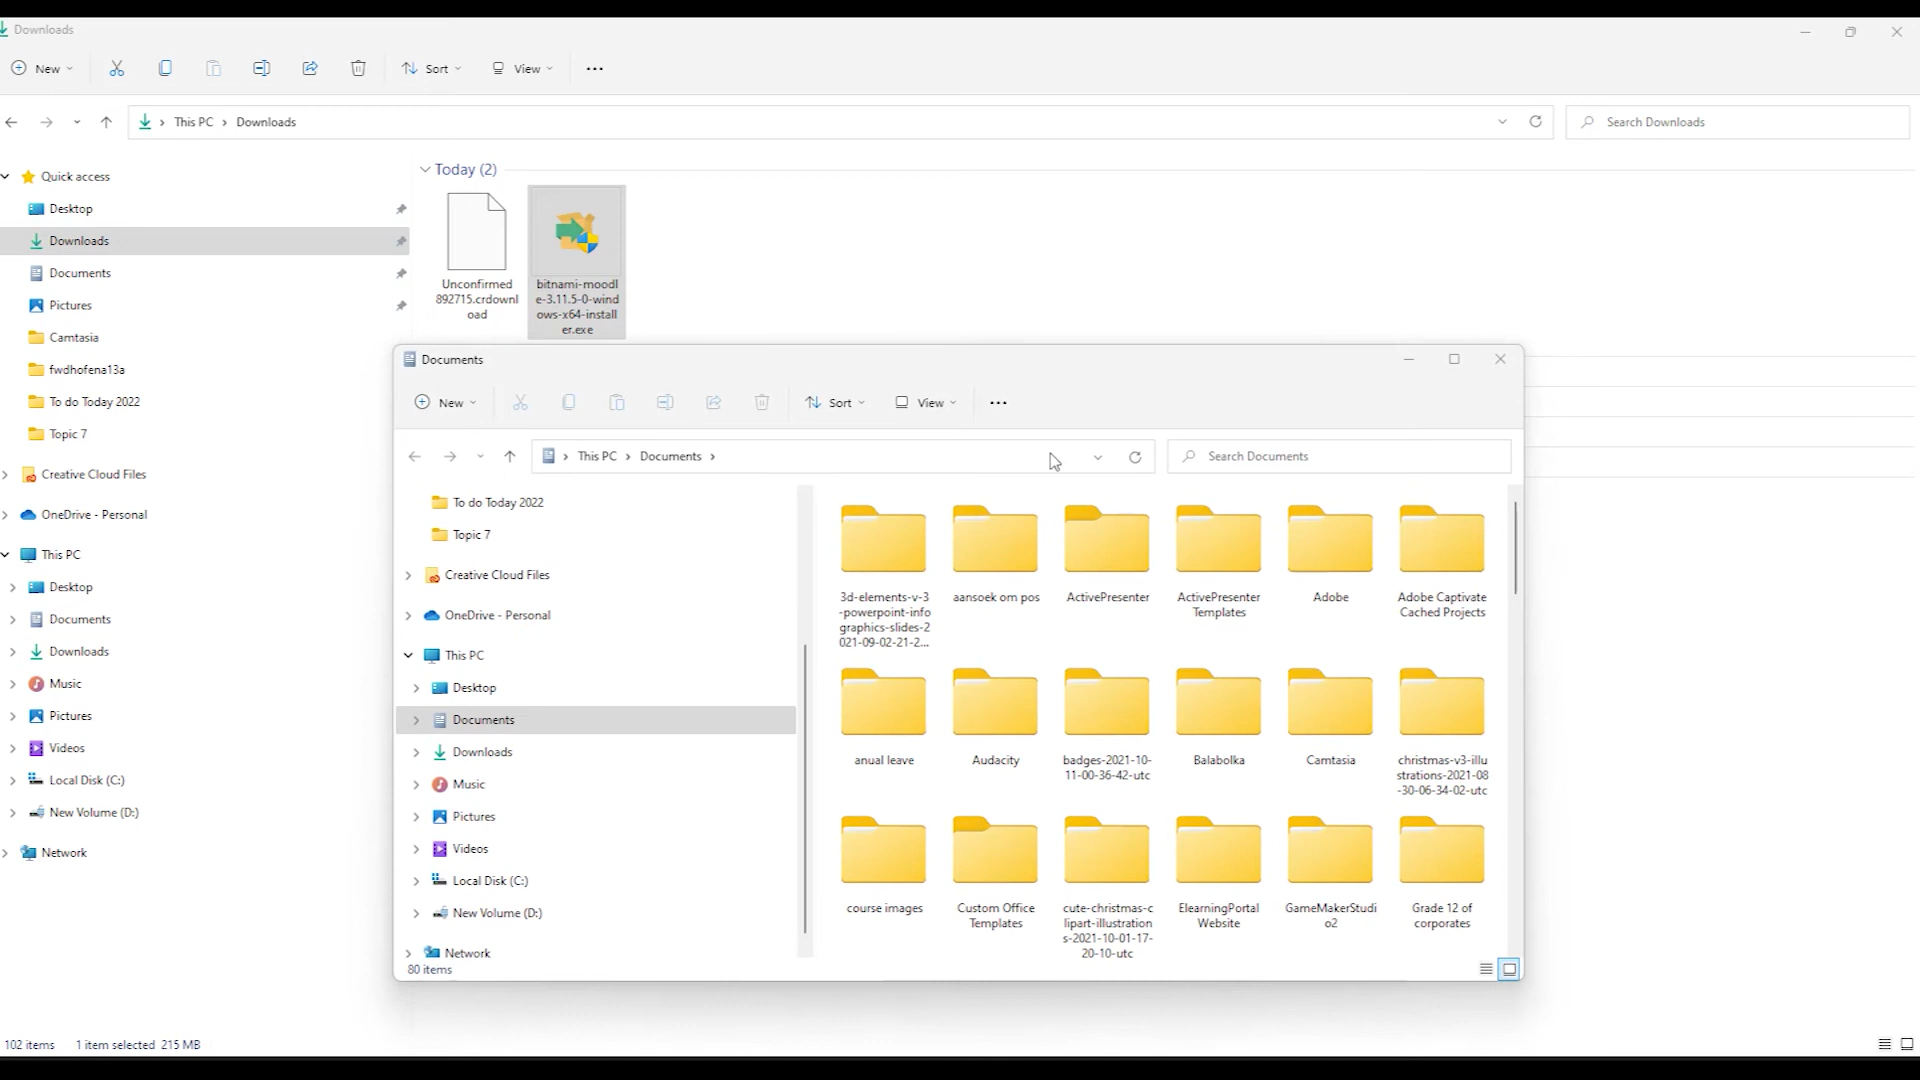 Downloads
New
Sort
View
This PC > Downloads
Search Downloads
Quick access
Desktop
Downloads
Documents
Pictures
Camtasia
fwdhofena13a
To do Today 2022
Topic 7
Creative Cloud Files
OneDrive - Personal
This PC
Desktop
Documents
Downloads
Music
Pictures
Videos
Local Disk (C:)
New Volume (D:)
Network
Today (2)
Unconfirmed
892715.crdownl
oad
bitnami-moodl
e-3.11.5-0-wind
ows-x64-install
er.exe
Documents
New
Sort
View
This PC > Documents >
Search Documents
To do Today 2022
Topic 7
Creative Cloud Files
OneDrive - Personal
This PC
Desktop
Documents
Downloads
Music
Pictures
Videos
Local Disk (C:)
New Volume (D:)
Network
3d-elements-v-3
-powerpoint-info
graphics-slides-2
021-09-02-21-2...
aansoek om pos
ActivePresenter
ActivePresenter
Templates
Adobe
Adobe Captivate
Cached Projects
anual leave
Audacity
badges-2021-10-
11-00-36-42-utc
Balabolka
Camtasia
christmas-v3-illu
strations-2021-08
-30-06-34-02-utc
course images
Custom Office
Templates
cute-christmas-c
lipart-illustration
s-2021-10-01-17-
20-10-utc
ElearningPortal
Website
GameMakerStudi
o2
Grade 12 of
corporates
80 items
102 items 1 item selected 215 MB